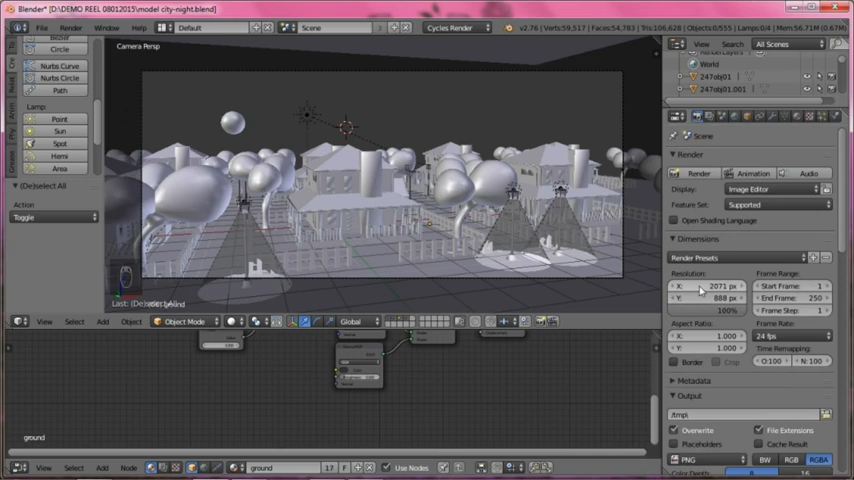 Blender* [D:\DEMO REEL 08012015\model city-night.blend]
File Render Window Help Default Scene Cycles Render v2.76 | Verts:59,517 | Faces:54,783 | Tris:106,628 | Objects:0/555 | Lamps:0/4 | Mem:56.71M (0.67M)
View Search All Scenes
Circle
Nurbs Curve
Nurbs Circle
Path
Lamp:
Point
Sun
Spot
Hemi
Area
(De)select All
Action
Toggle
Camera Persp
World
247obj01
247obj01.001
Scene
Render
Render Animation Audio
Display: Image Editor
Feature Set: Supported
Open Shading Language
Dimensions
Render Presets
Resolution: Frame Range:
X: 2071 px Start Frame: 1
Y: 888 px End Frame: 250
100% Frame Step: 1
Aspect Ratio: Frame Rate:
X: 1.000 24 fps
Y: 1.000 Time Remapping:
Border Crop O:100 N: 100
Metadata
Output
/tmp\
Overwrite File Extensions
Placeholders Cache Result
PNG BW RGB RGBA
Color Depth: 8 16
View Select Add Object Object Mode Global
ground
View Select Add Node ground 17 F Use Nodes